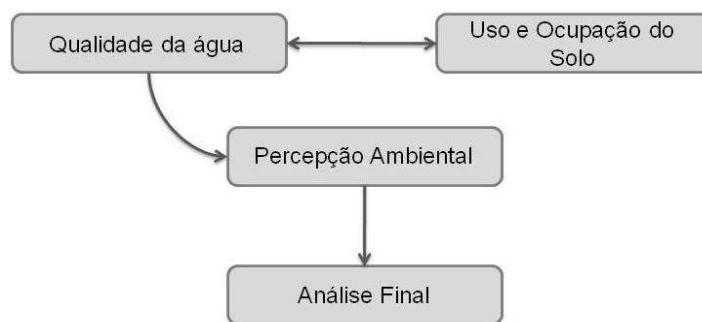 Qualidade da água
Uso e Ocupação do
Solo
Percepção Ambiental
Análise Final